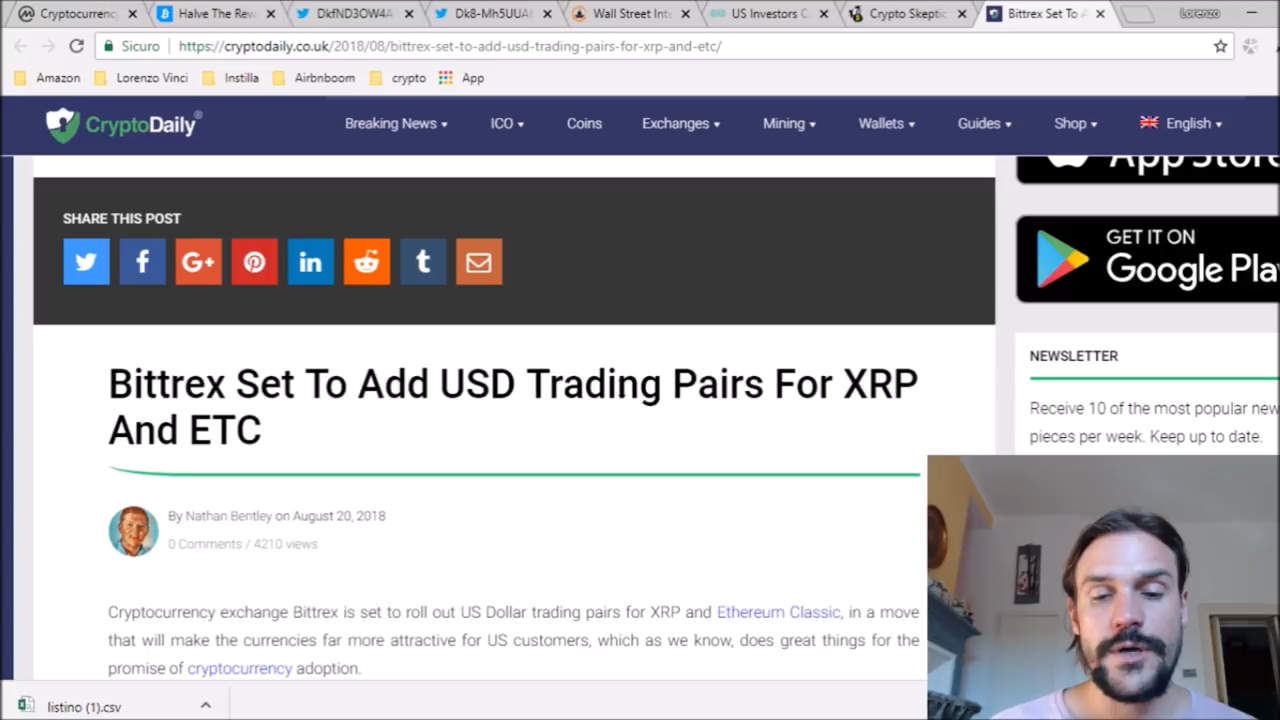 Cryptocurrency
Halve The Rew
DkfND3OW4A
Dk8-Mh5UUA
Wall Street Int
US Investors C
Crypto Skeptic
Bittrex Set To A
Lorenzo
Sicuro
https://cryptodaily.co.uk/2018/08/bittrex-set-to-add-usd-trading-pairs-for-xrp-and-etc/
Amazon
Lorenzo Vinci
Instilla
Airbnboom
crypto
App
CryptoDaily®
Breaking News
ICO
Coins
Exchanges
Mining
Wallets
Guides
Shop
English
App Store
SHARE THIS POST
GET IT ON
Google Pla
Bittrex Set To Add USD Trading Pairs For XRP
And ETC
NEWSLETTER
Receive 10 of the most popular new
pieces per week. Keep up to date.
By Nathan Bentley on August 20, 2018
0 Comments / 4210 views
Cryptocurrency exchange Bittrex is set to roll out US Dollar trading pairs for XRP and Ethereum Classic, in a move
that will make the currencies far more attractive for US customers, which as we know, does great things for the
promise of cryptocurrency adoption.
listino (1).csv